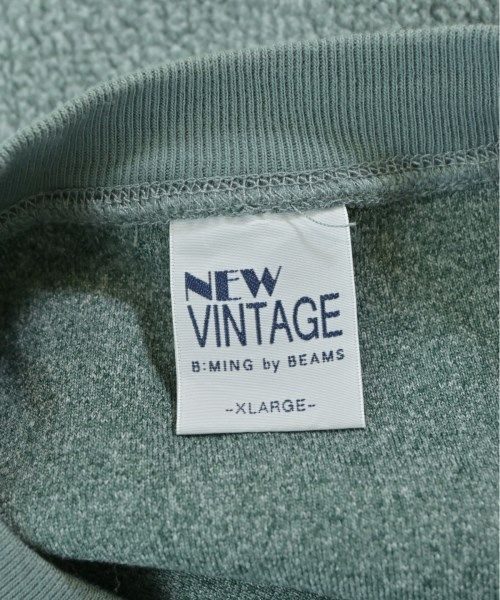 NEW
VINTAGE
B:MING by BEAMS
-XLARGE-